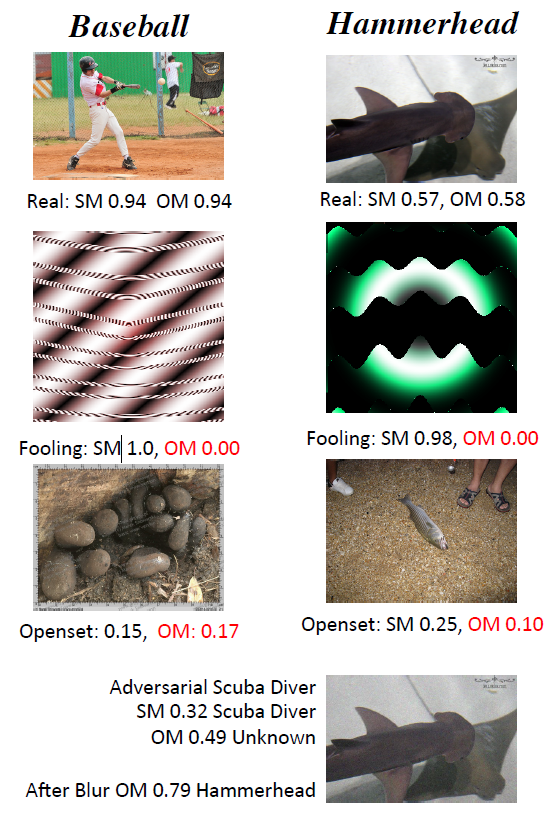 Baseball
Hammerhead
Real: SM 0.94 OM 0.94
Real: SM 0.57, OM 0.58
Fooling: SM 1.0, OM 0.00
Fooling: SM 0.98, OM 0.00
Openset: 0.15, OM: 0.17
Openset: SM 0.25, OM 0.10
Adversarial Scuba Diver
SM 0.32 Scuba Diver
OM 0.49 Unknown
After Blur OM 0.79 Hammerhead